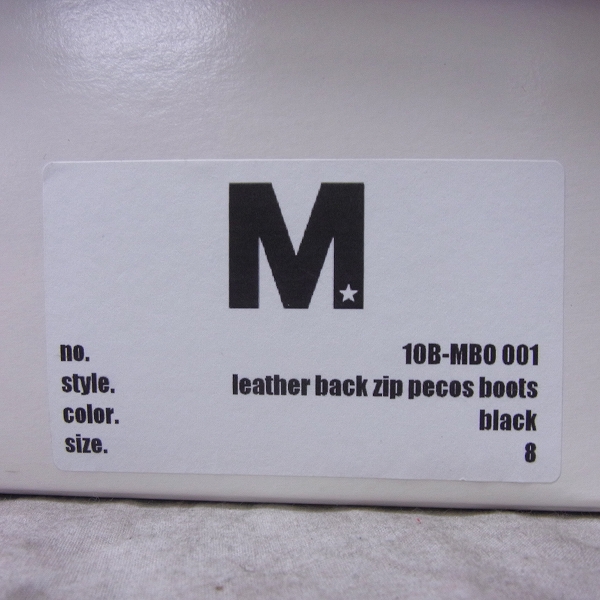 M
no. 10B-MBO 001
style. leather back zip pecos boots
color. black
size. 8